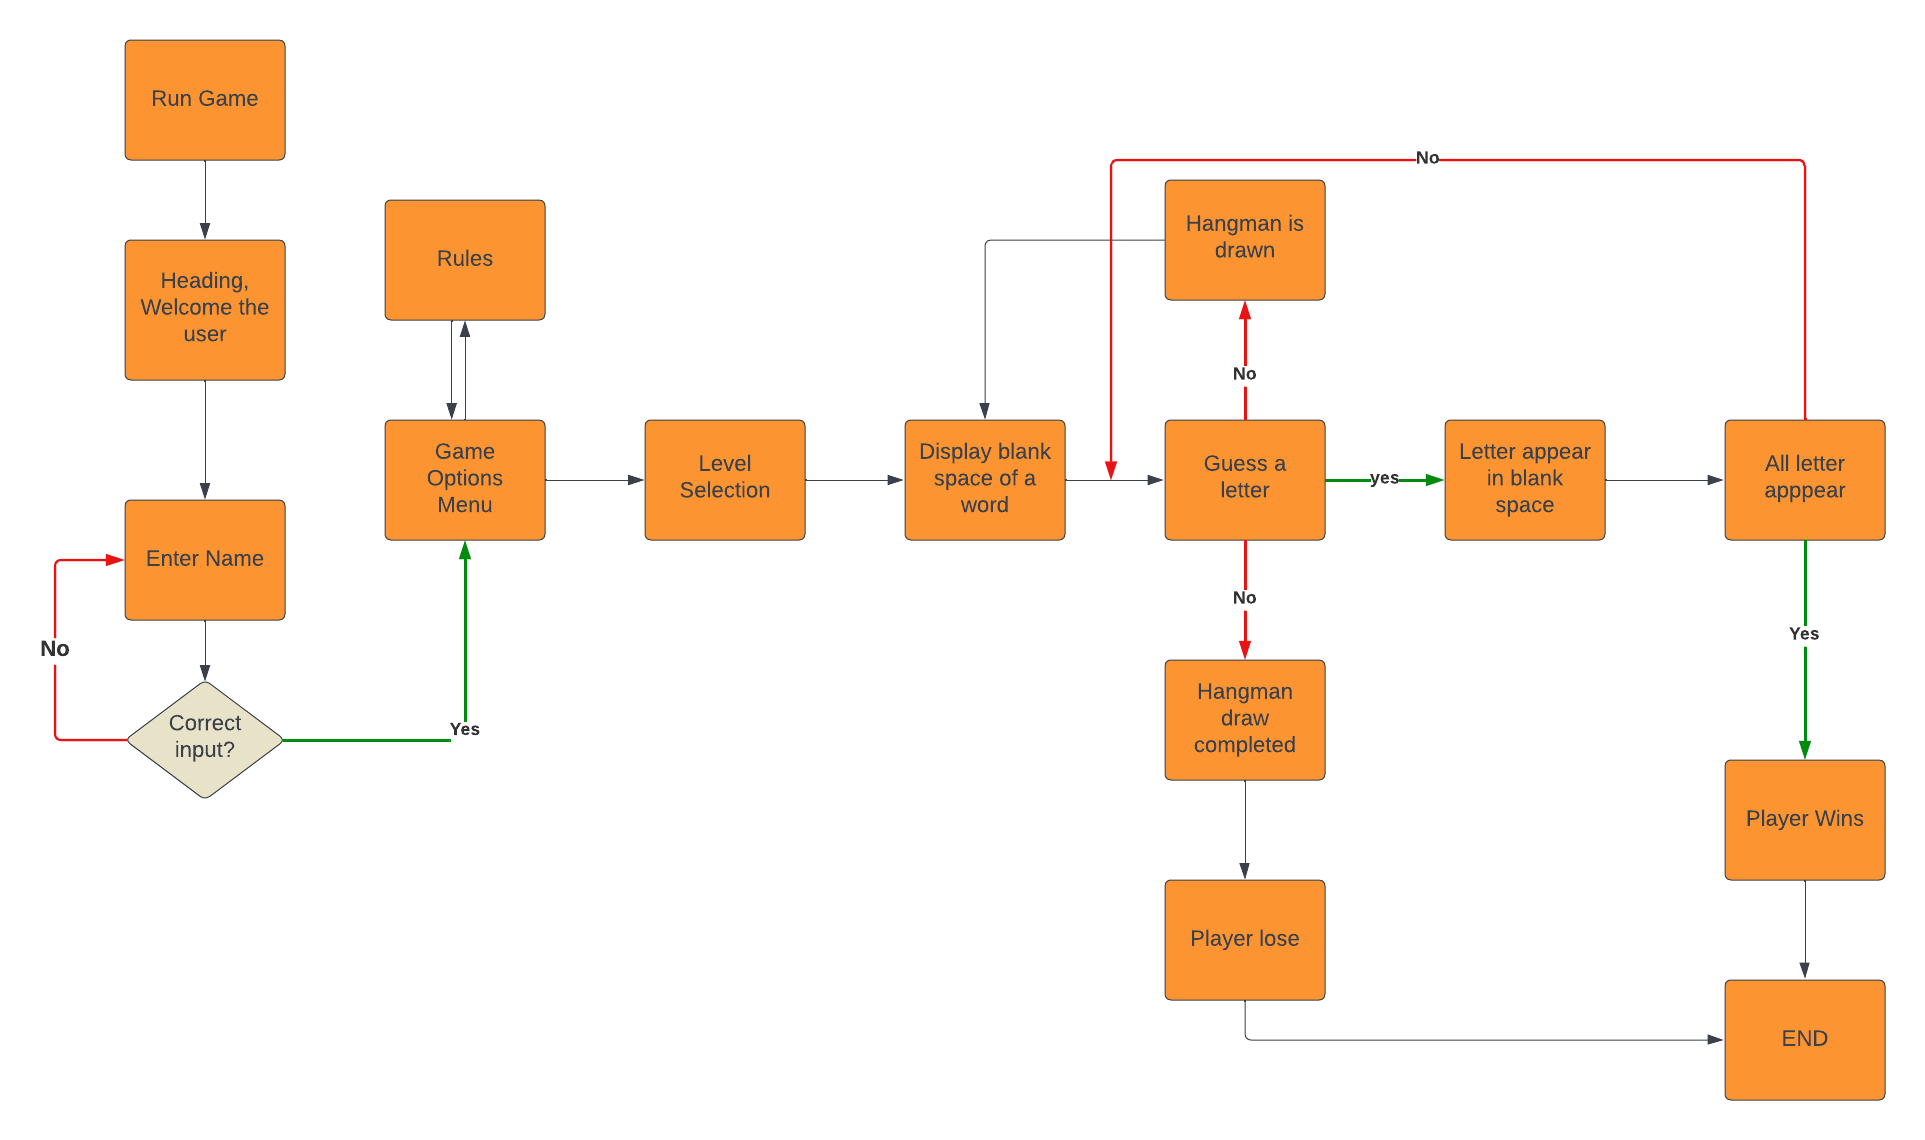 Run Game
Heading,
Welcome the
user
Enter Name
No
Correct
input?
Yes
Rules
Game
Options
Menu
Level
Selection
Display blank
space of a
word
Hangman is
drawn
No
No
Guess a
letter
yes
Letter appear
in blank
space
All letter
apppear
No
Hangman
draw
completed
Player lose
Yes
Player Wins
END